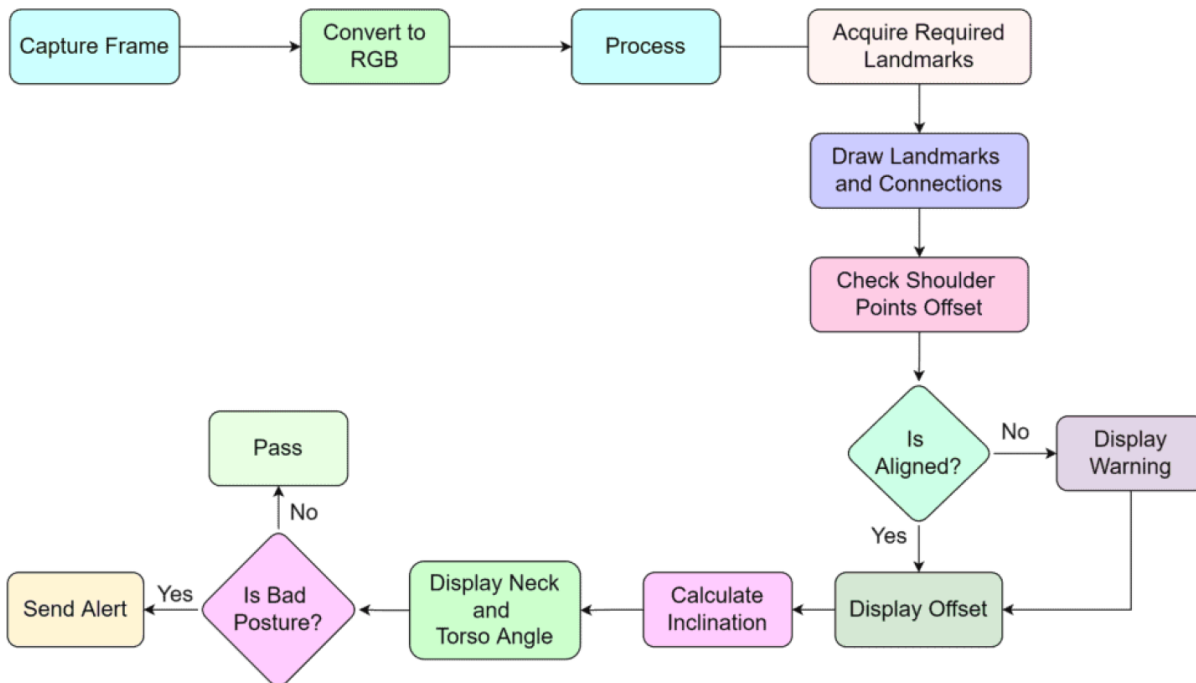 Capture Frame
Convert to
RGB
Process
Acquire Required
Landmarks
Draw Landmarks
and Connections
Check Shoulder
Points Offset
Is
Aligned?
No
Display
Warning
Yes
Display Offset
Calculate
Inclination
Display Neck
and
Torso Angle
Is Bad
Posture?
No
Pass
Yes
Send Alert